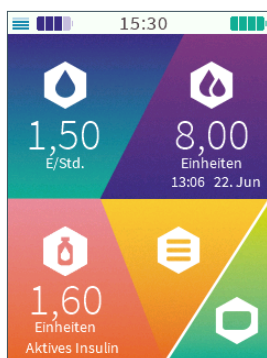 15:30
1,50
E/Std.
8,00
Einheiten
13:06 22. Jun
1,60
Einheiten
Aktives Insulin